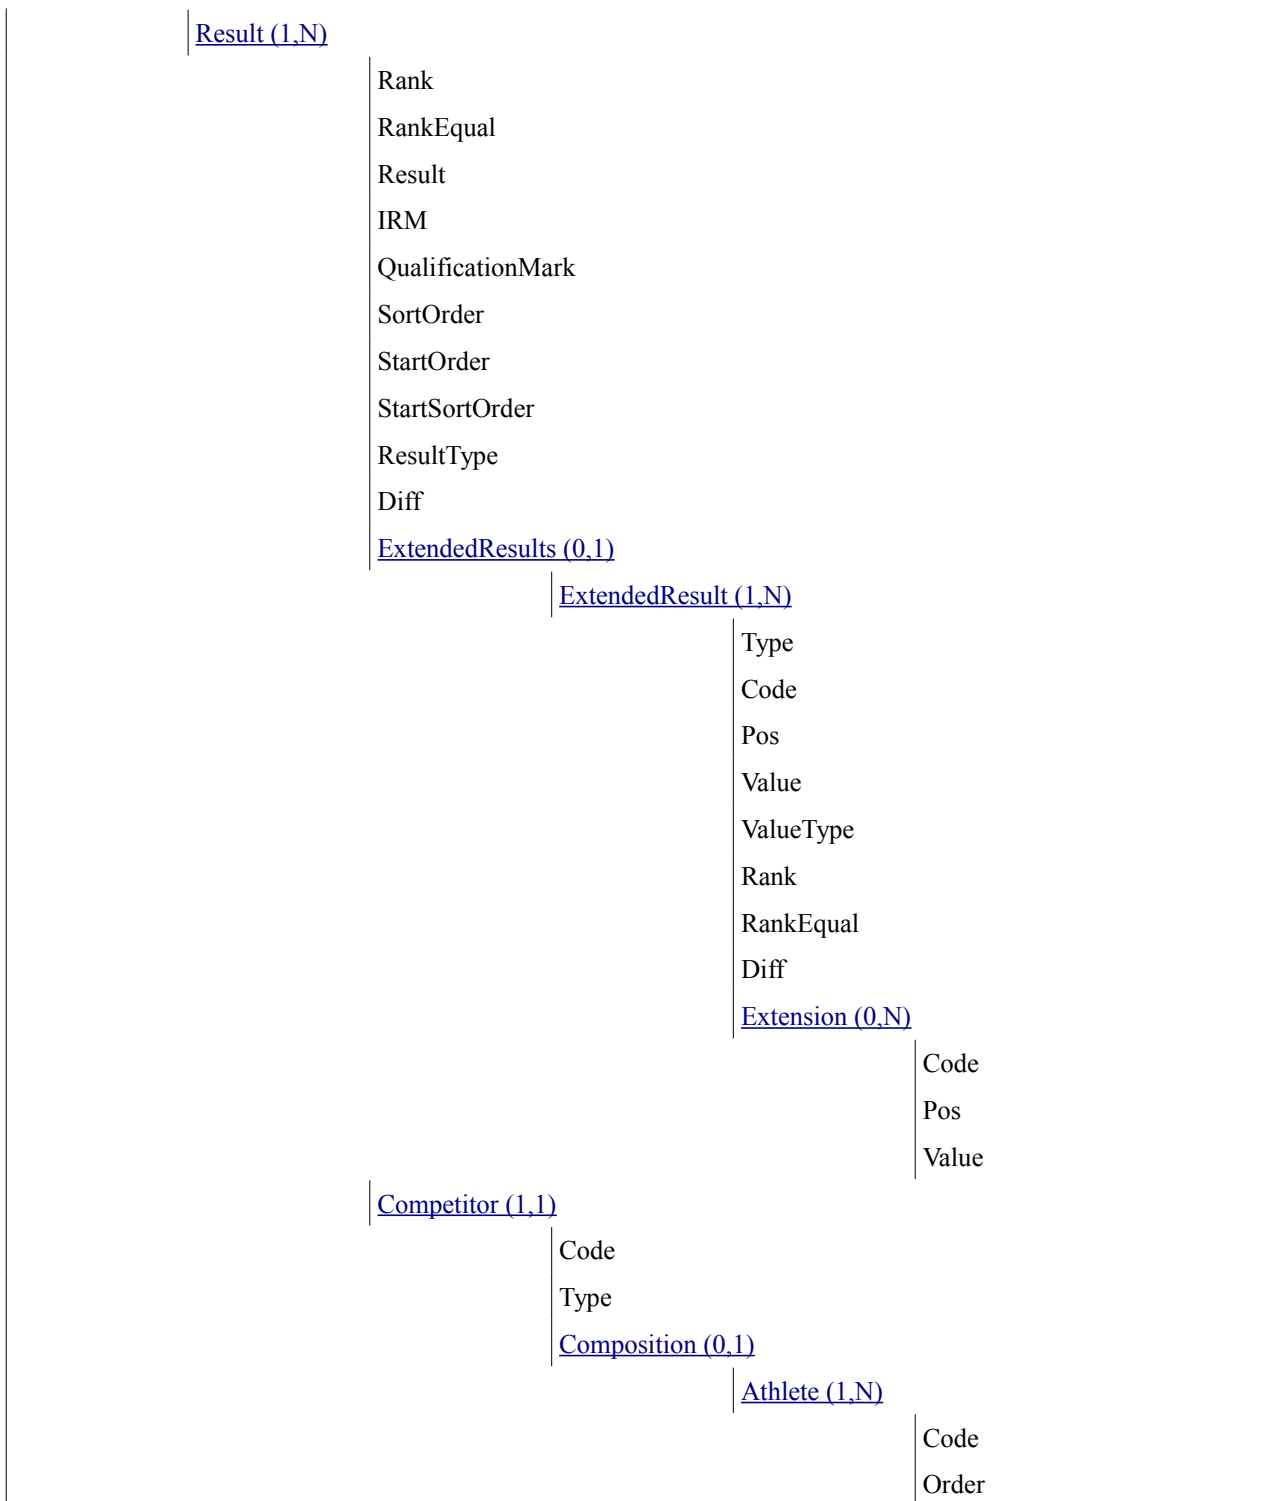 Result (1,N)
Rank
RankEqual
Result
IRM
QualificationMark
SortOrder
StartOrder
StartSortOrder
ResultType
Diff
ExtendedResults (0,1)
ExtendedResult (1,N)
Type
Code
Pos
Value
ValueType
Rank
RankEqual
Diff
Extension (0,N)
Code
Pos
Value
Competitor (1,1)
Code
Type
Composition (0,1)
Athlete (1,N)
Code
Order